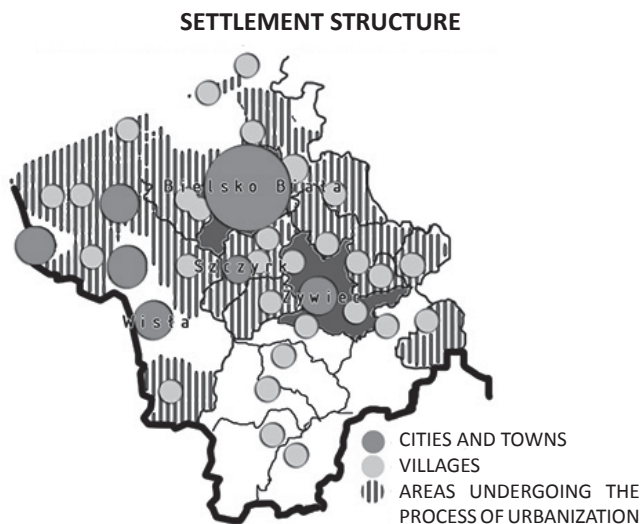 SETTLEMENT STRUCTURE
Bielsko Biała
Szczyrk
Żywiec
Wisła
CITIES AND TOWNS
VILLAGES
AREAS UNDERGOING THE
PROCESS OF URBANIZATION